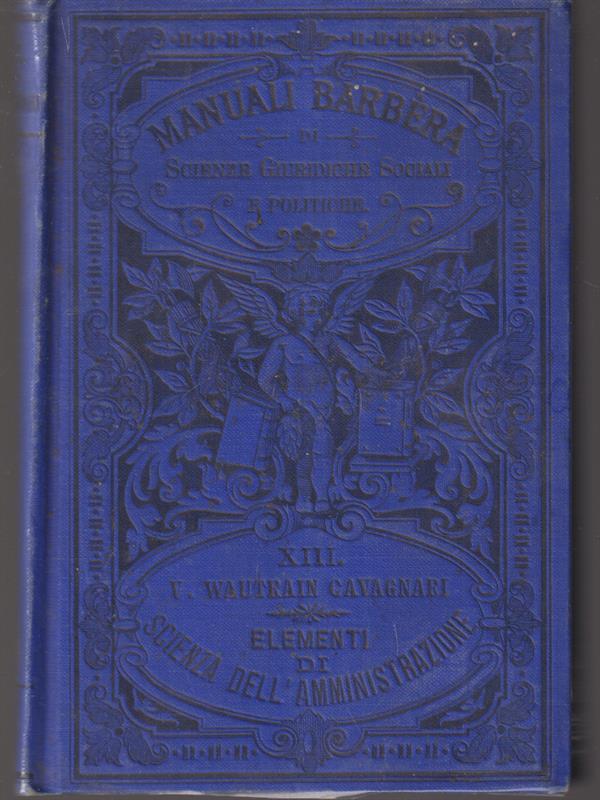 MANUALI BARBÈRA
DI
SCIENZE GIURIDICHE SOCIALI
E POLITICHE.
XIII.
V. WAUTRAIN CAVAGNARI
ELEMENTI
DI
SCIENZA DELL'AMMINISTRAZIONE